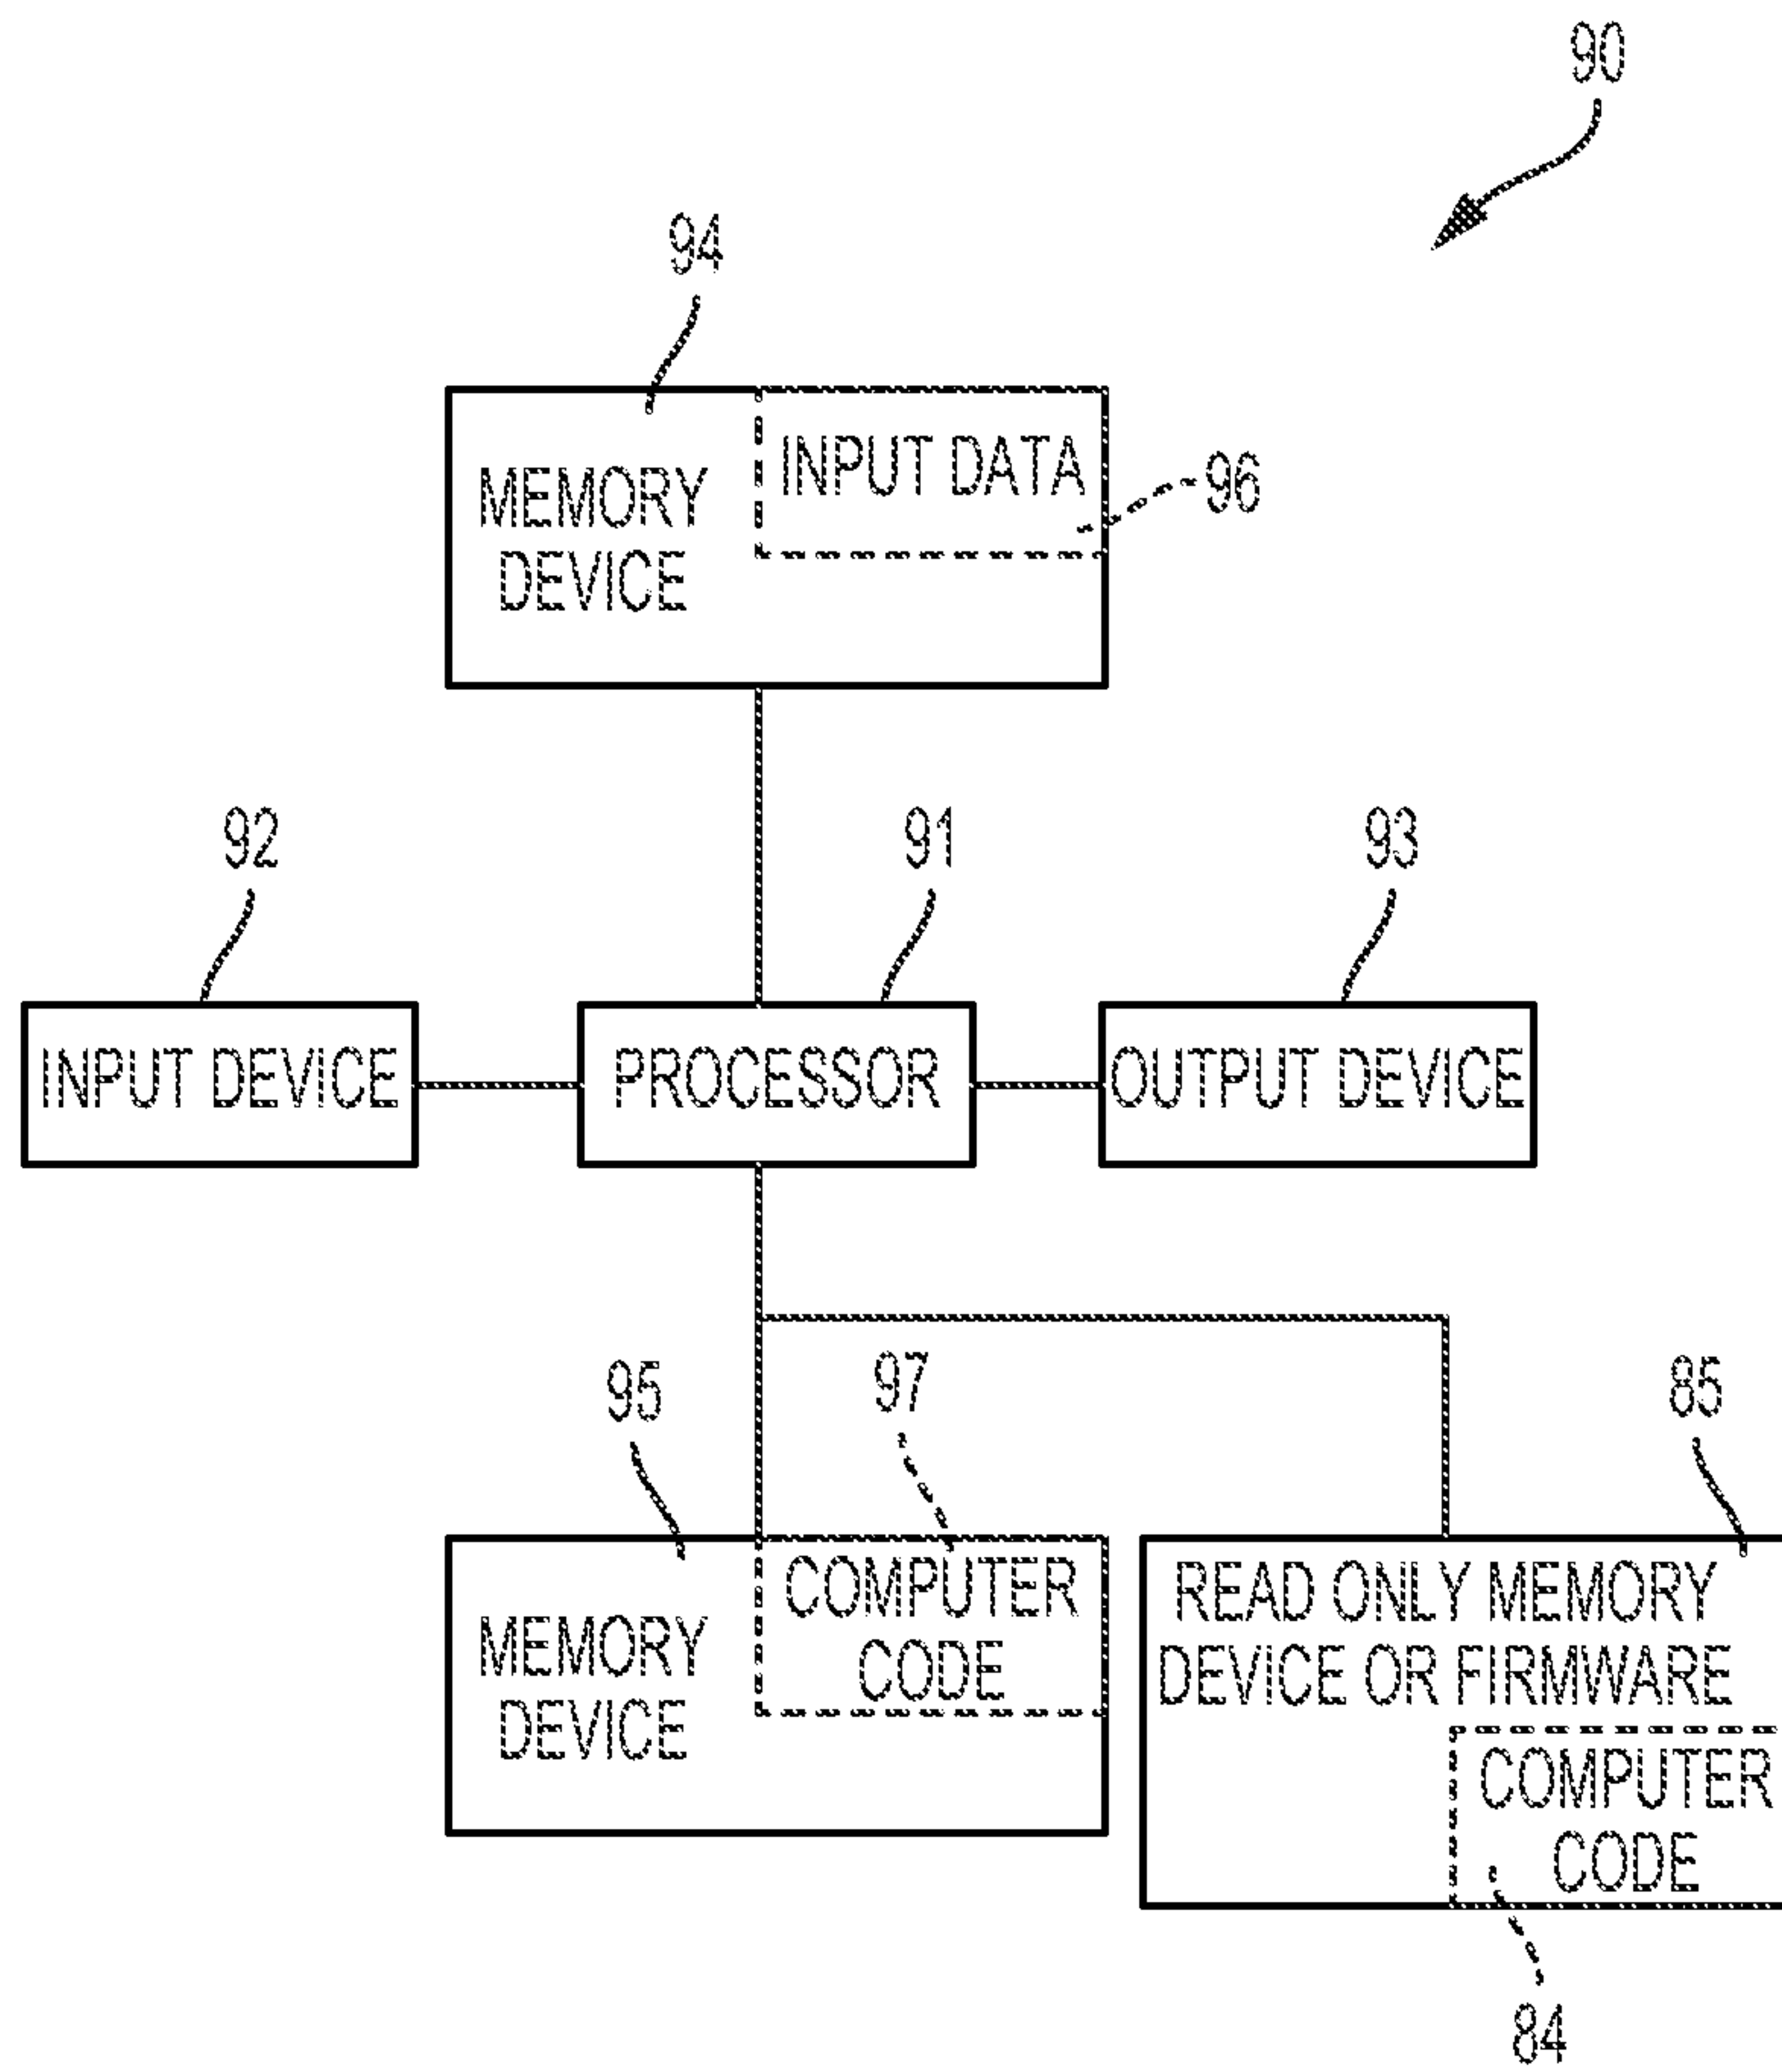 90
94
MEMORY
DEVICE
INPUT DATA
96
92
91
93
INPUT DEVICE
PROCESSOR
OUTPUT DEVICE
95
97
85
MEMORY
DEVICE
COMPUTER
CODE
READ ONLY MEMORY
DEVICE OR FIRMWARE
COMPUTER
CODE
84